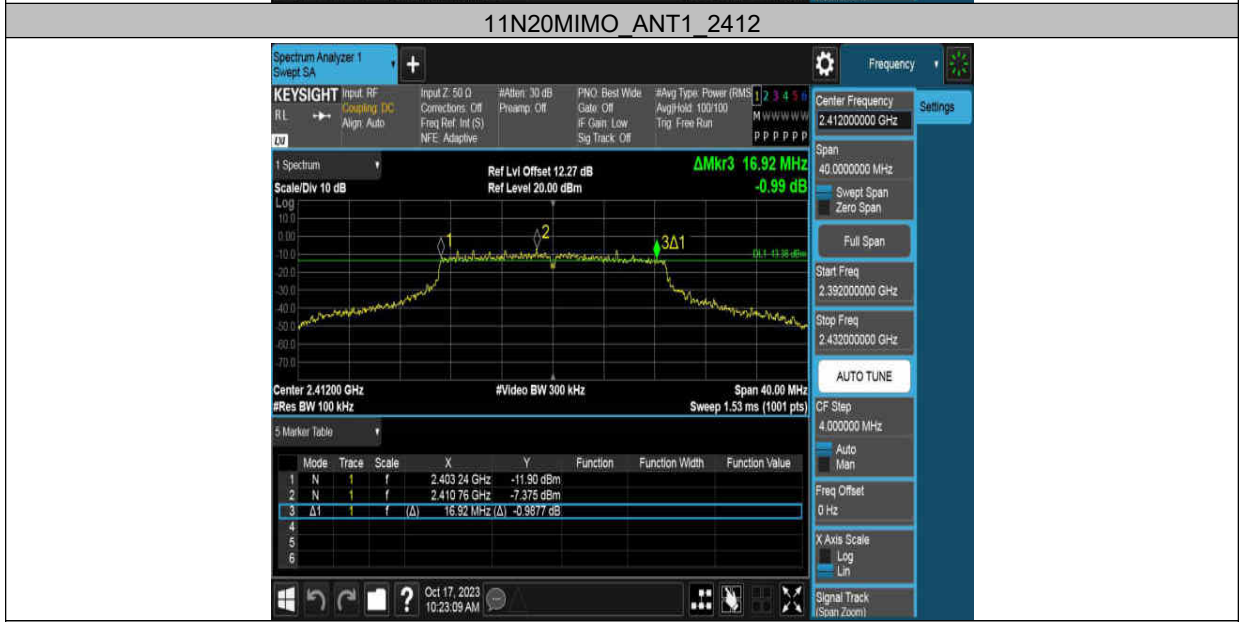 11N20MIMO_ANT1_2412
Spectrum Analyzer 1
Swept SA
Frequency
KEYSIGHT
RL
LXI
Input: RF
Coupling: DC
Align: Auto
Input Z: 50 Ω
Corrections: Off
Freq Ref: Int (S)
NFE: Adaptive
#Atten: 30 dB
Preamp: Off
PNO: Best Wide
Gate: Off
IF Gain: Low
Sig Track: Off
#Avg Type: Power (RMS
Avg|Hold: 100/100
Trig: Free Run
1 2 3 4 5 6
M W W W W W
P P P P P P
Center Frequency
2.412000000 GHz
Settings
Span
40.0000000 MHz
Swept Span
Zero Span
Full Span
Start Freq
2.392000000 GHz
Stop Freq
2.432000000 GHz
AUTO TUNE
CF Step
4.000000 MHz
Auto
Man
Freq Offset
0 Hz
X Axis Scale
Log
Lin
Signal Track
(Span Zoom)
1 Spectrum
Scale/Div 10 dB
Ref Lvl Offset 12.27 dB
Ref Level 20.00 dBm
ΔMkr3 16.92 MHz
-0.99 dB
Log
10.0
0.00
-10.0
-20.0
-30.0
-40.0
-50.0
-60.0
-70.0
1
2
3Δ1
DL1 -13.38 dBm
Center 2.41200 GHz
#Video BW 300 kHz
Span 40.00 MHz
#Res BW 100 kHz
Sweep 1.53 ms (1001 pts)
5 Marker Table
Mode Trace Scale X Y Function Function Width Function Value
1 N 1 f 2.403 24 GHz -11.90 dBm
2 N 1 f 2.410 76 GHz -7.375 dBm
3 Δ1 1 f (Δ) 16.92 MHz (Δ) -0.9877 dB
4
5
6
?
Oct 17, 2023
10:23:09 AM